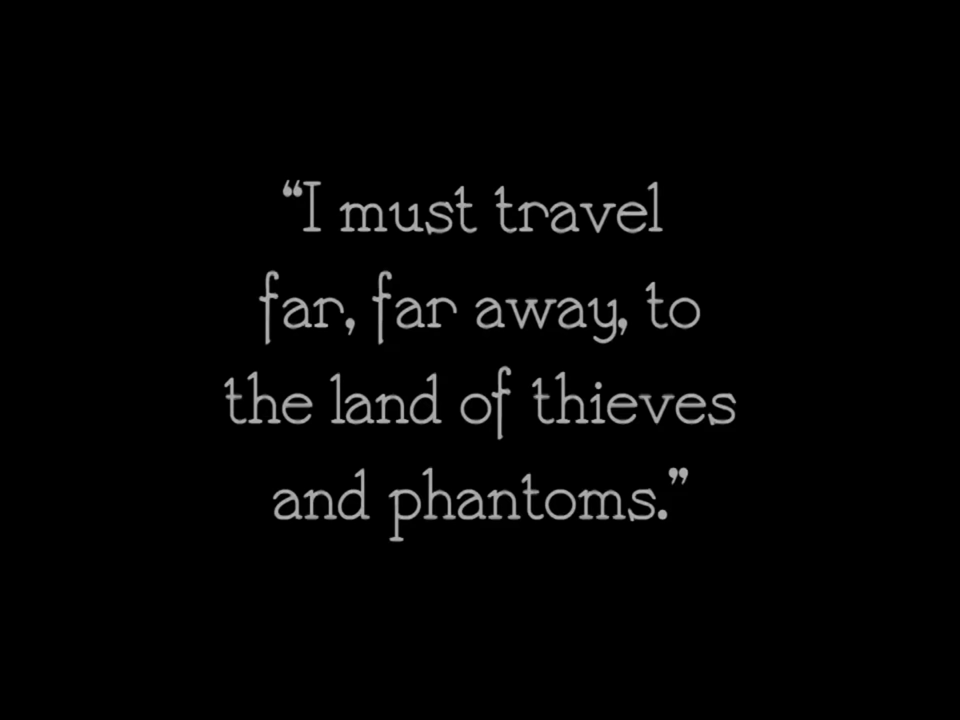 “I must travel
far, far away, to
the land of thieves
and phantoms.”